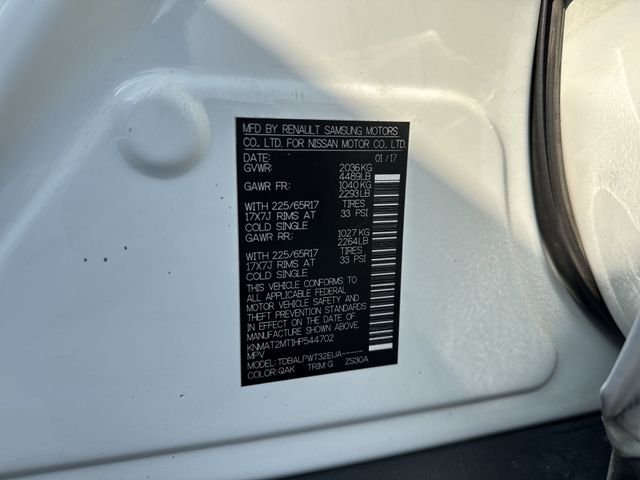 MFD BY RENAULT SAMSUNG MOTORS
CO. LTD. FOR NISSAN MOTOR CO. LTD.
DATE: 01/17
GVWR: 2036KG
4489LB
GAWR FR: 1040KG
2293LB
WITH 225/65R17 TIRES
17X7J RIMS AT 33 PSI
COLD SINGLE
GAWR RR: 1027KG
2264LB
WITH 225/65R17 TIRES
17X7J RIMS AT 33 PSI
COLD SINGLE
THIS VEHICLE CONFORMS TO
ALL APPLICABLE FEDERAL
MOTOR VEHICLE SAFETY AND
THEFT PREVENTION STANDARDS
IN EFFECT ON THE DATE OF
MANUFACTURE SHOWN ABOVE.
KNMAT2MT1HP544702
MPV
MODEL: TDBALPWT32EUA-----
COLOR: QAK TRIM: G ZS30A